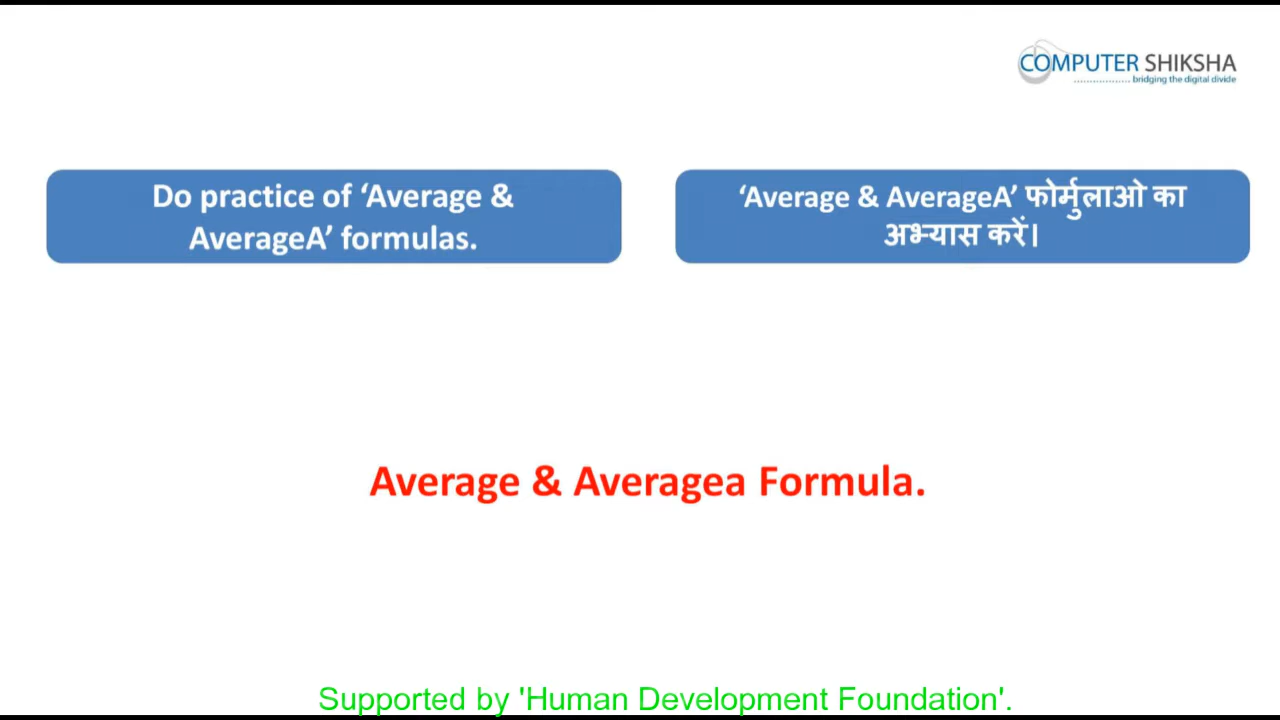 COMPUTER SHIKSHA
bridging the digital divide
Do practice of ‘Average &
AverageA’ formulas.
‘Average & AverageA’ फोर्मुलाओ का
अभ्यास करें।
Average & Averagea Formula.
Supported by 'Human Development Foundation'.